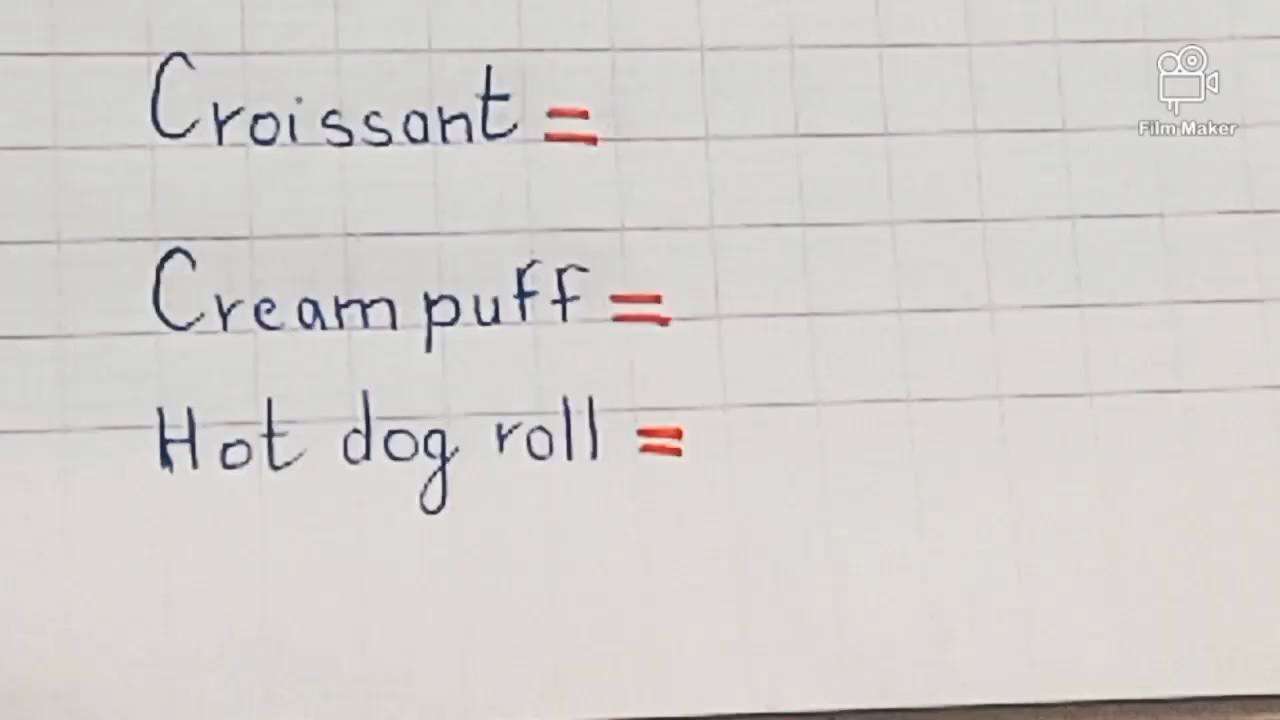 Croissant =
Film Maker
Cream puff =
Hot dog roll =